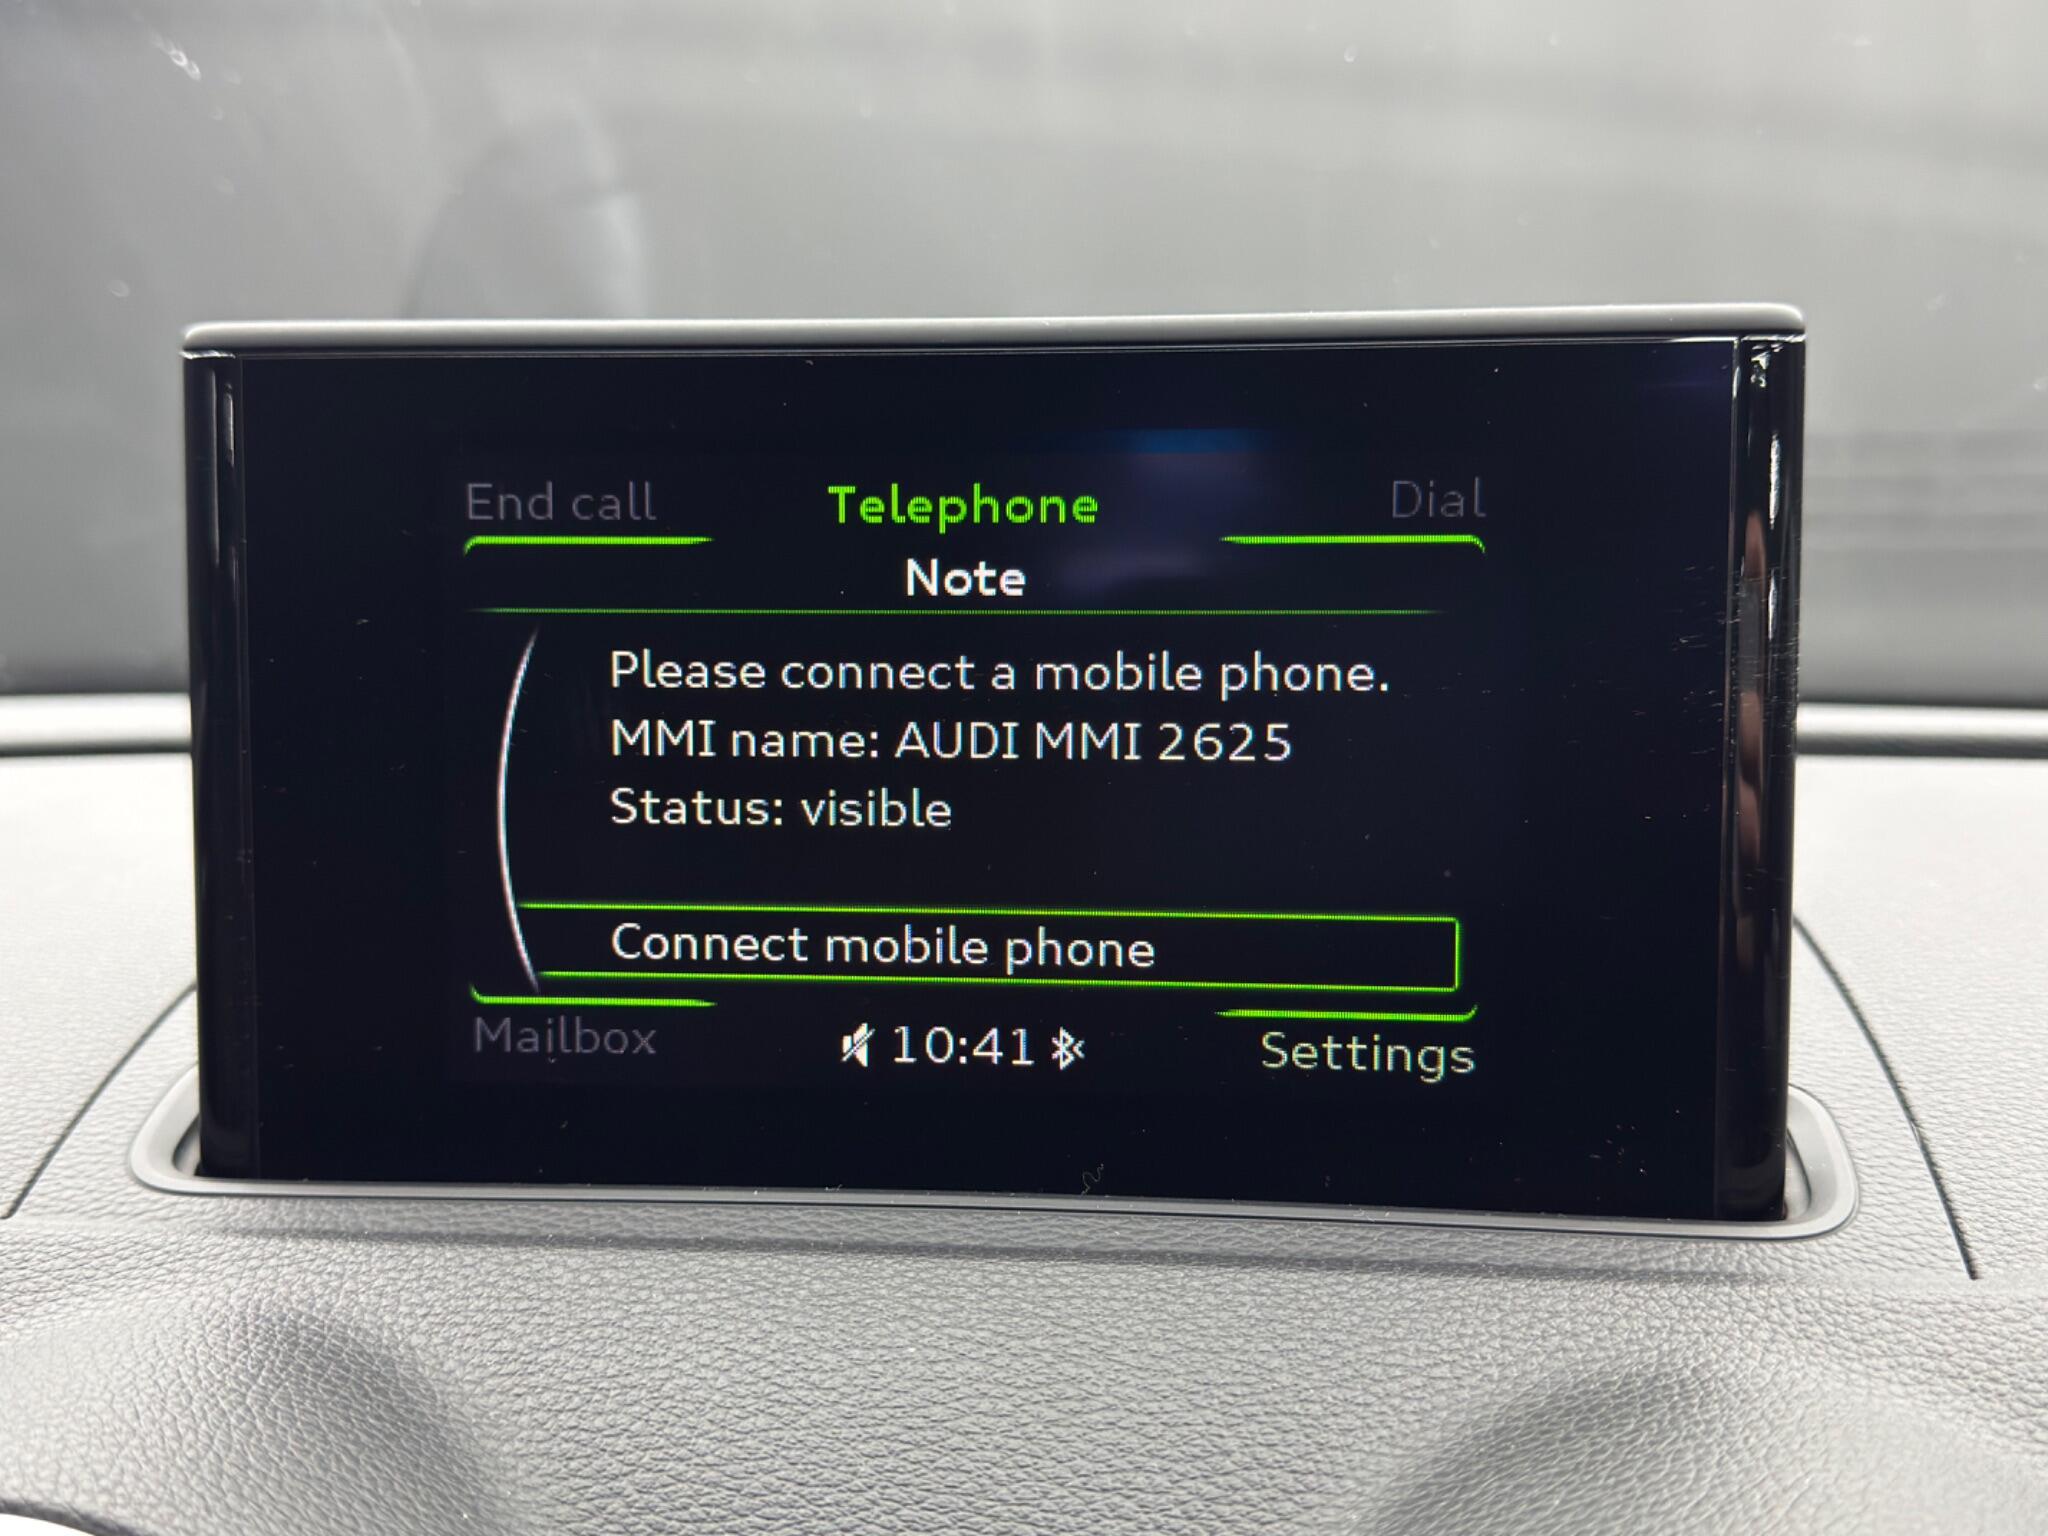 End call Telephone Dial
Note
Please connect a mobile phone.
MMI name: AUDI MMI 2625
Status: visible
Connect mobile phone
Mailbox 10:41 Settings